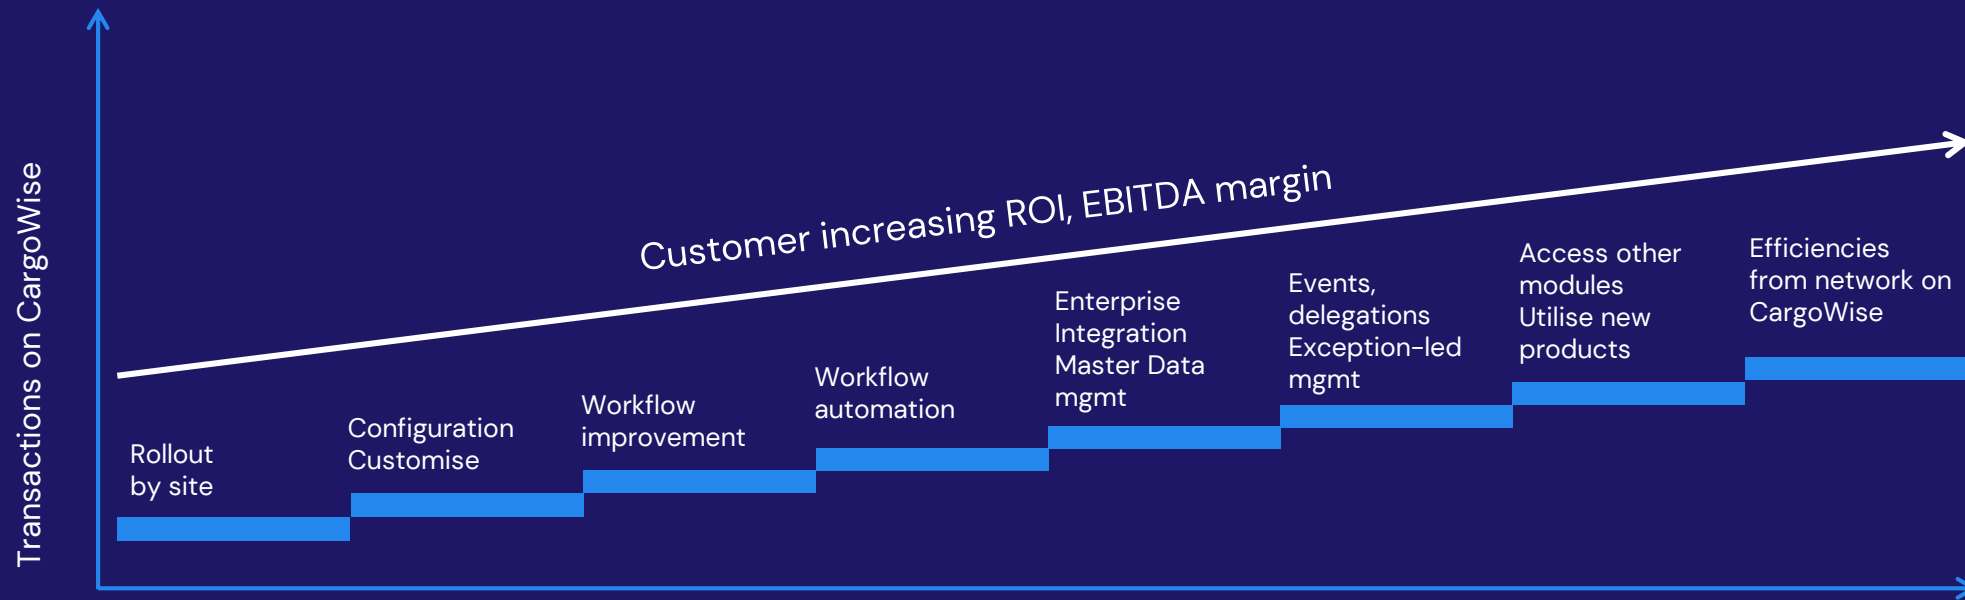 Transactions on CargoWise
Customer increasing ROI, EBITDA margin
Rollout
by site
Configuration
Customise
Workflow
improvement
Workflow
automation
Enterprise
Integration
Master Data
mgmt
Events,
delegations
Exception-led
mgmt
Access other
modules
Utilise new
products
Efficiencies
from network on
CargoWise